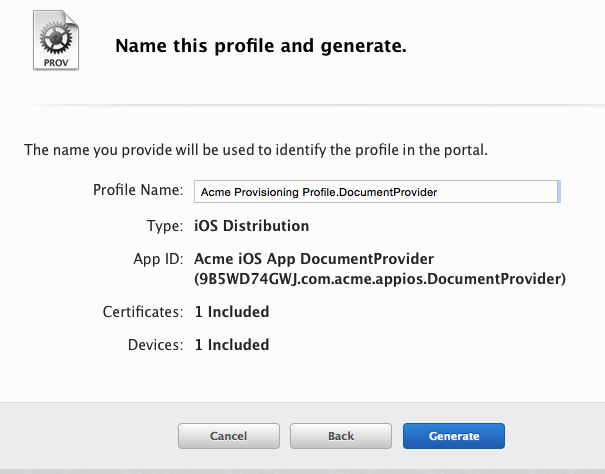 PROV
Name this profile and generate.
The name you provide will be used to identify the profile in the portal.
Profile Name: Acme Provisioning Profile.DocumentProvider
Type: iOS Distribution
App ID: Acme iOS App DocumentProvider
(9B5WD74GWJ.com.acme.appios.DocumentProvider)
Certificates: 1 Included
Devices: 1 Included
Cancel Back Generate